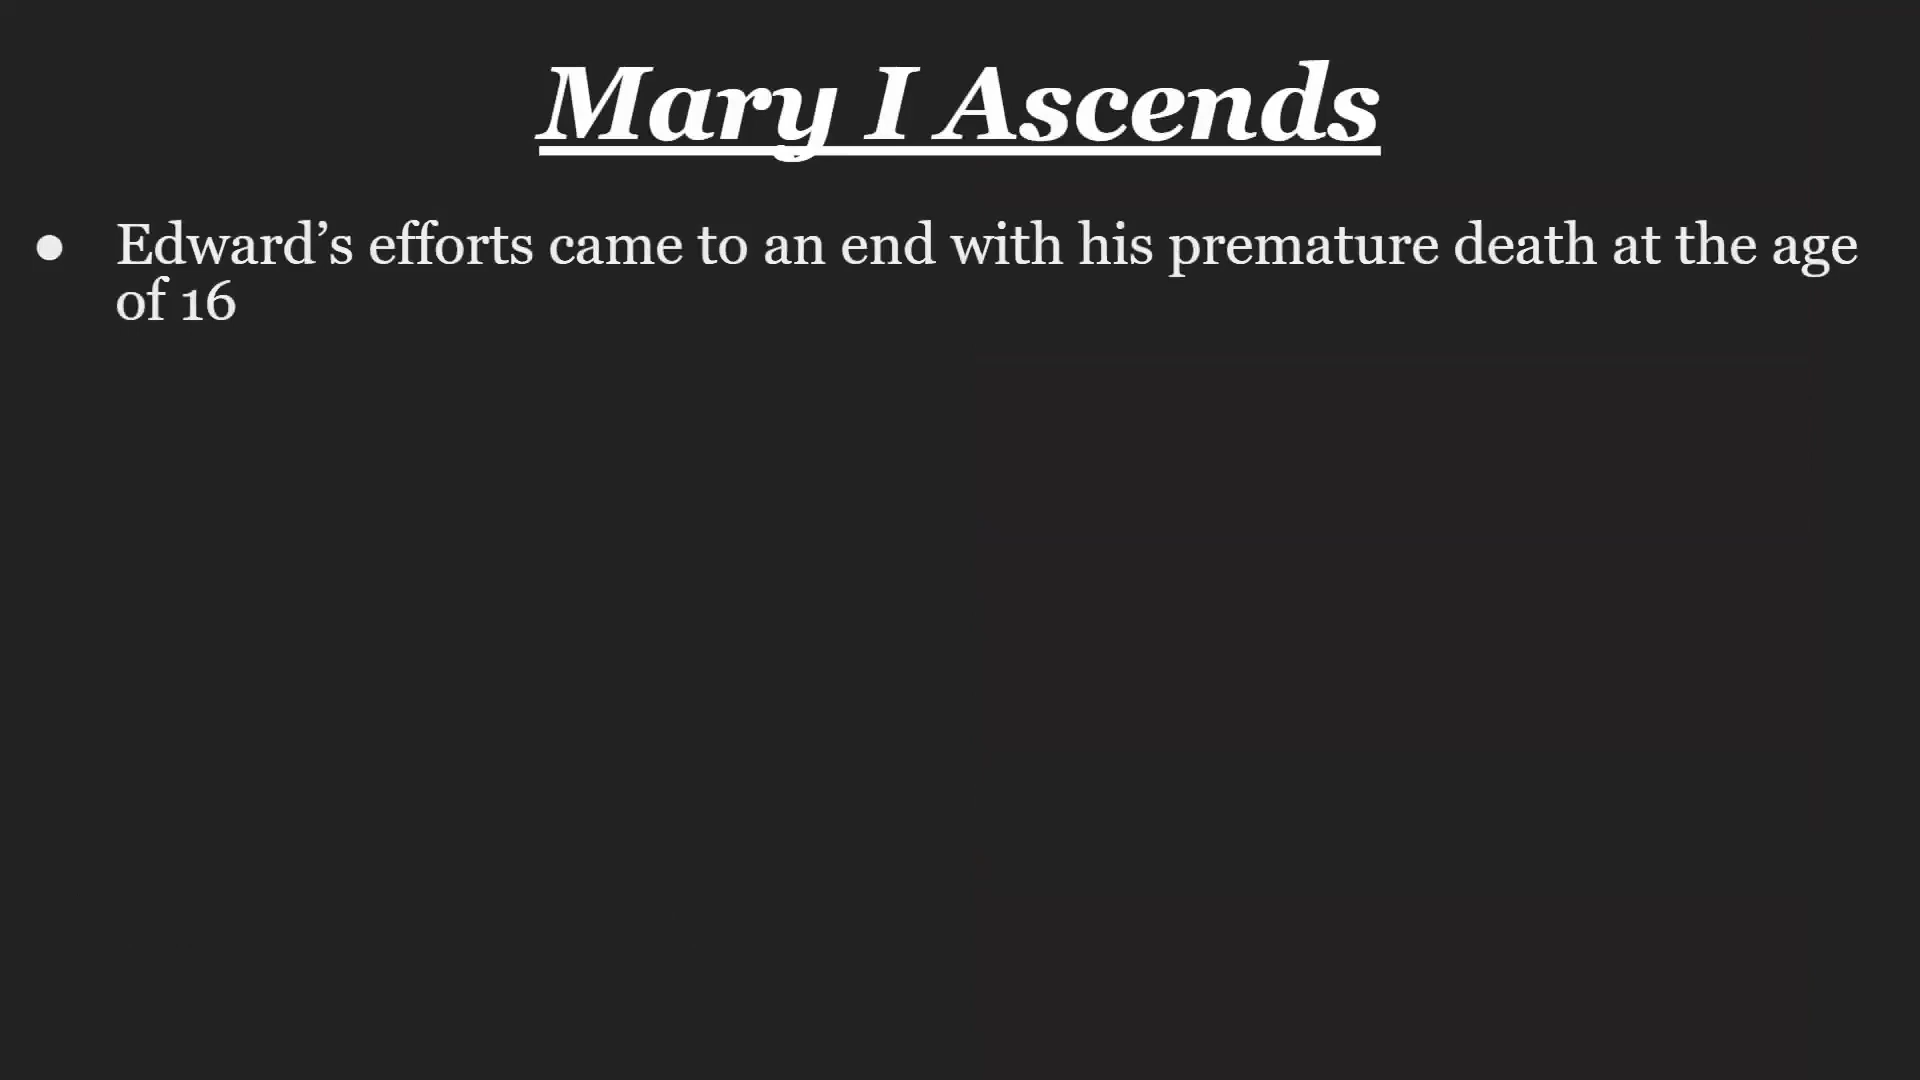 Mary I Ascends
● Edward’s efforts came to an end with his premature death at the age
of 16